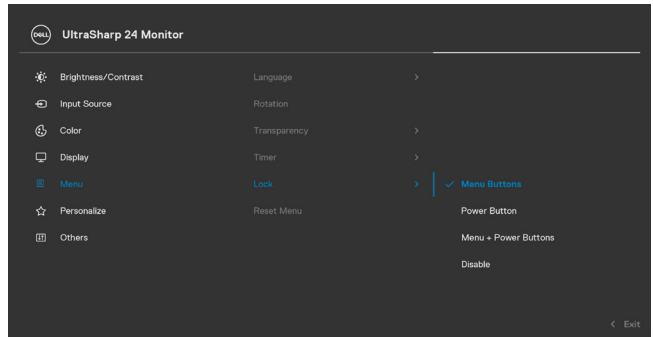 DELL UltraSharp 24 Monitor
Brightness/Contrast Language >
Input Source Rotation
Color Transparency >
Display Timer >
Menu Lock > ✓ Menu Buttons
Personalize Reset Menu Power Button
Others Menu + Power Buttons
Disable
< Exit